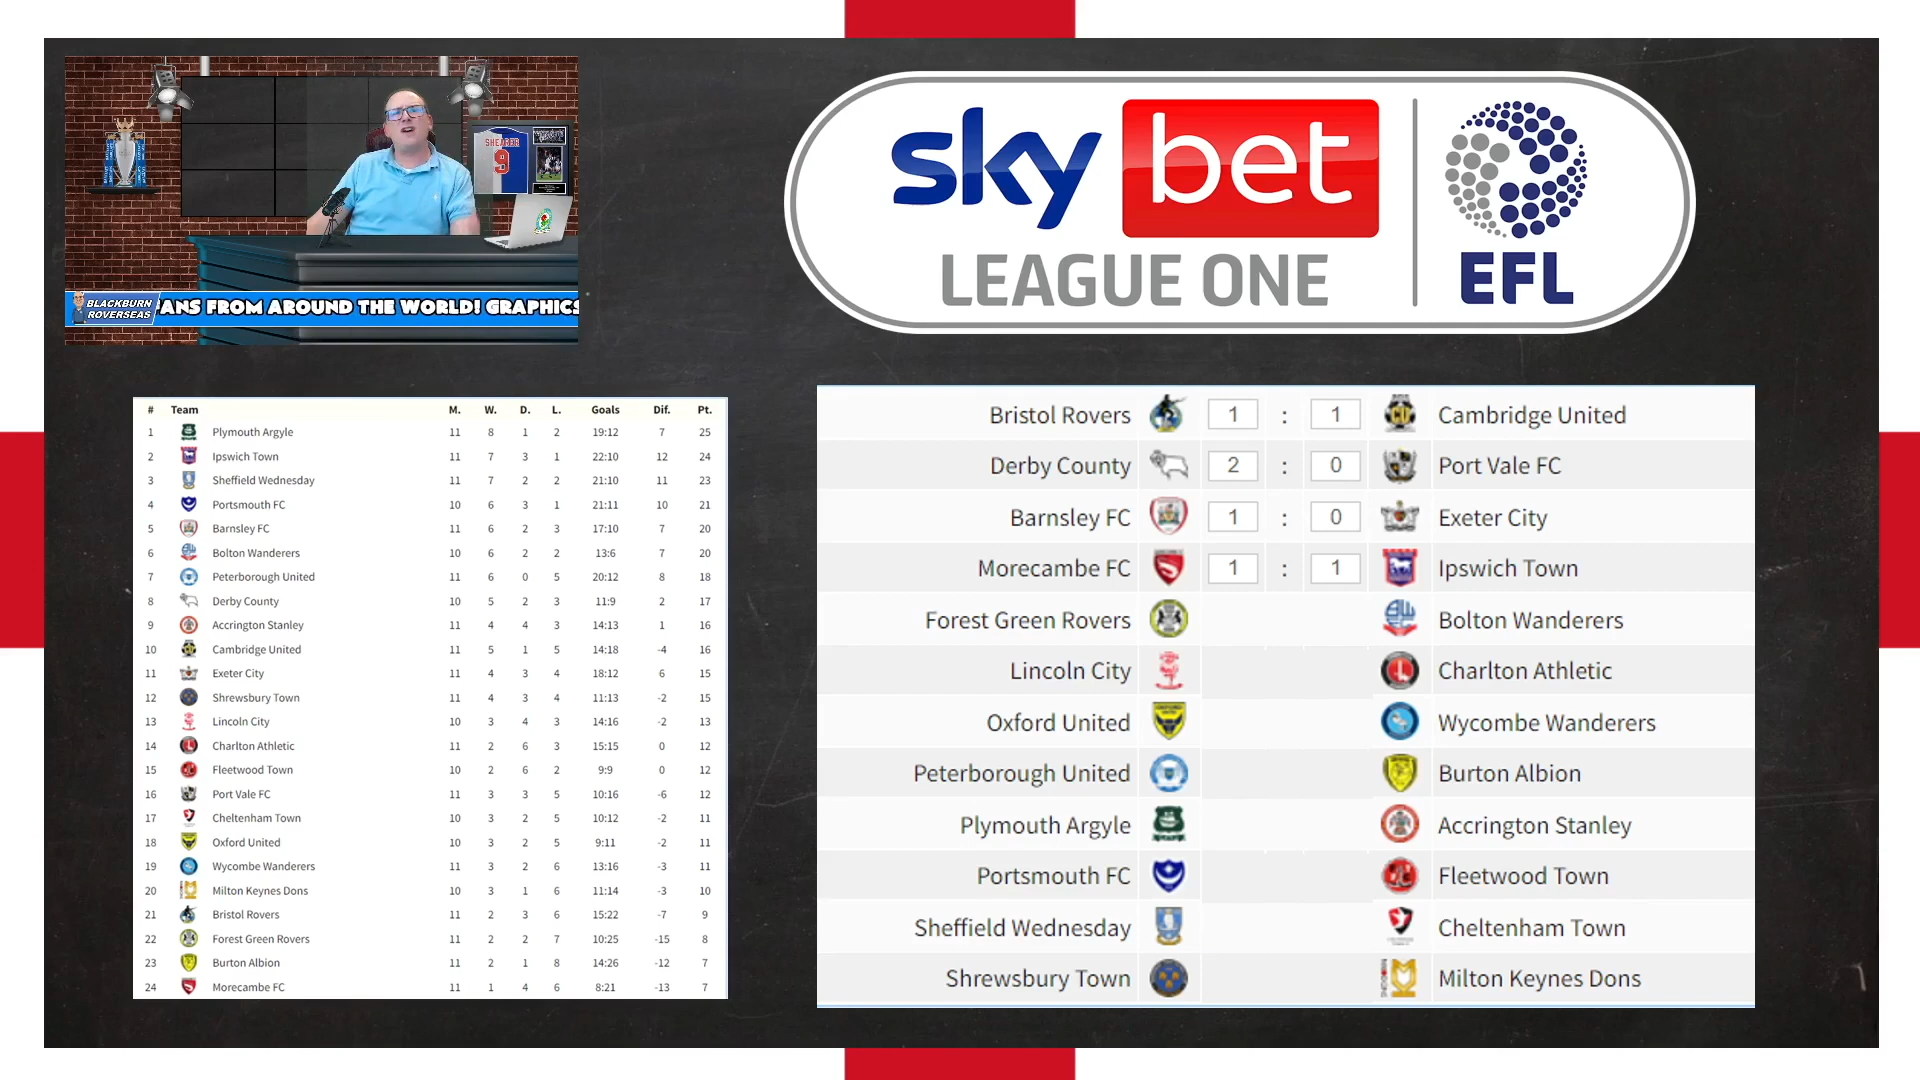 SHEARER
9
BLACKBURN
ROVERSEAS
FANS FROM AROUND THE WORLD! GRAPHICS
sky bet
LEAGUE ONE
EFL
# Team M. W. D. L. Goals Dif. Pt.
1 Plymouth Argyle 11 8 1 2 19:12 7 25
2 Ipswich Town 11 7 3 1 22:10 12 24
3 Sheffield Wednesday 11 7 2 2 21:10 11 23
4 Portsmouth FC 10 6 3 1 21:11 10 21
5 Barnsley FC 11 6 2 3 17:10 7 20
6 Bolton Wanderers 10 6 2 2 13:6 7 20
7 Peterborough United 11 6 0 5 20:12 8 18
8 Derby County 10 5 2 3 11:9 2 17
9 Accrington Stanley 11 4 4 3 14:13 1 16
10 Cambridge United 11 5 1 5 14:18 -4 16
11 Exeter City 11 4 3 4 18:12 6 15
12 Shrewsbury Town 11 4 3 4 11:13 -2 15
13 Lincoln City 10 3 4 3 14:16 -2 13
14 Charlton Athletic 11 2 6 3 15:15 0 12
15 Fleetwood Town 10 2 6 2 9:9 0 12
16 Port Vale FC 11 3 3 5 10:16 -6 12
17 Cheltenham Town 10 3 2 5 10:12 -2 11
18 Oxford United 10 3 2 5 9:11 -2 11
19 Wycombe Wanderers 11 3 2 6 13:16 -3 11
20 Milton Keynes Dons 10 3 1 6 11:14 -3 10
21 Bristol Rovers 11 2 3 6 15:22 -7 9
22 Forest Green Rovers 11 2 2 7 10:25 -15 8
23 Burton Albion 11 2 1 8 14:26 -12 7
24 Morecambe FC 11 1 4 6 8:21 -13 7
Bristol Rovers 1 : 1 Cambridge United
Derby County 2 : 0 Port Vale FC
Barnsley FC 1 : 0 Exeter City
Morecambe FC 1 : 1 Ipswich Town
Forest Green Rovers Bolton Wanderers
Lincoln City Charlton Athletic
Oxford United Wycombe Wanderers
Peterborough United Burton Albion
Plymouth Argyle Accrington Stanley
Portsmouth FC Fleetwood Town
Sheffield Wednesday Cheltenham Town
Shrewsbury Town Milton Keynes Dons